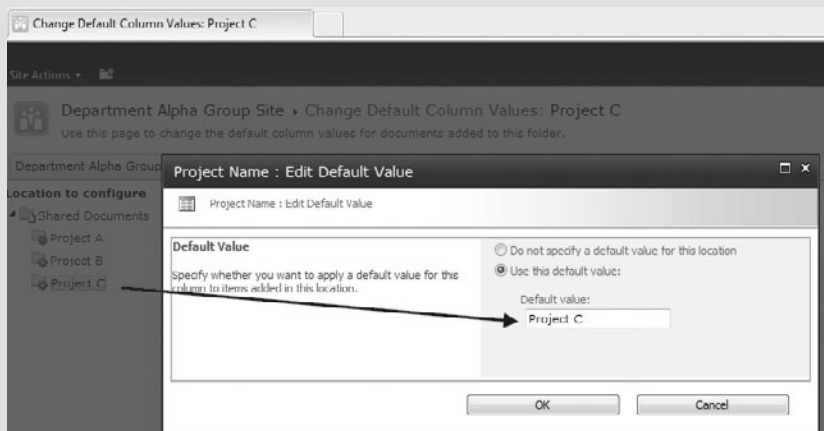 Change Default Column Values: Project C
Site Actions
Department Alpha Group Site ▸ Change Default Column Values: Project C
Use this page to change the default column values for documents added to this folder.
Department Alpha Group
Location to configure
Shared Documents
Project A
Project B
Project C
Project Name : Edit Default Value
Project Name : Edit Default Value
Default Value
Specify whether you want to apply a default value for this
column to items added in this location.
Do not specify a default value for this location
Use this default value:
Default value:
Project C
OK
Cancel